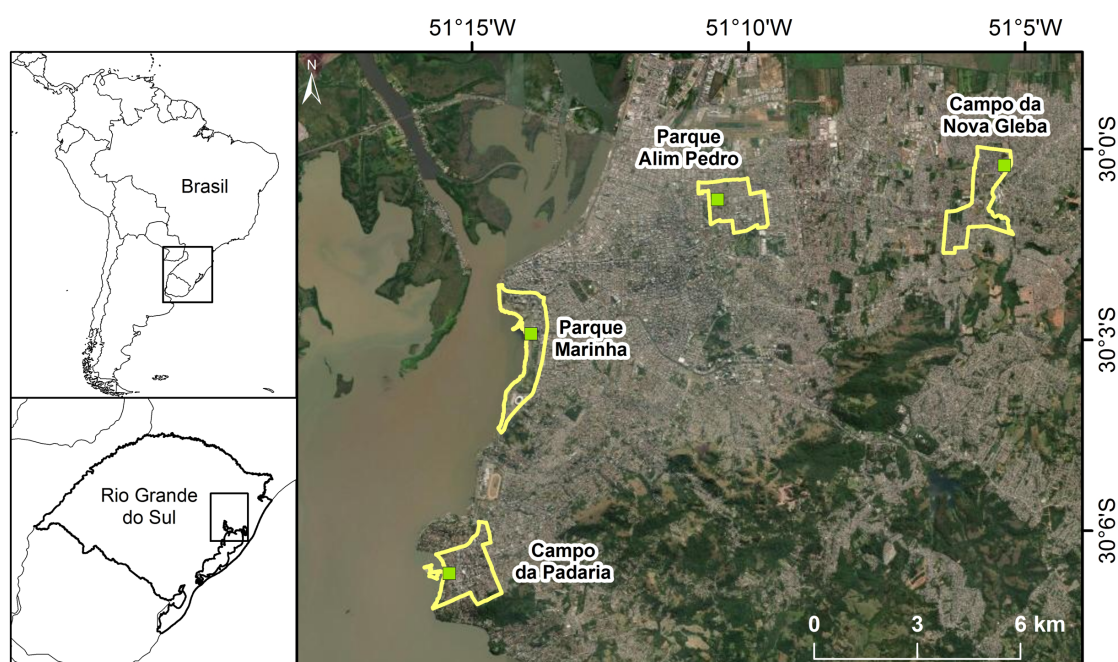 51°15'W
51°10'W
51°5'W
N
Brasil
Rio Grande
do Sul
Parque
Alim Pedro
Campo da
Nova Gleba
Parque
Marinha
Campo
da Padaria
30°0'S
30°3'S
30°6'S
0
3
6 km